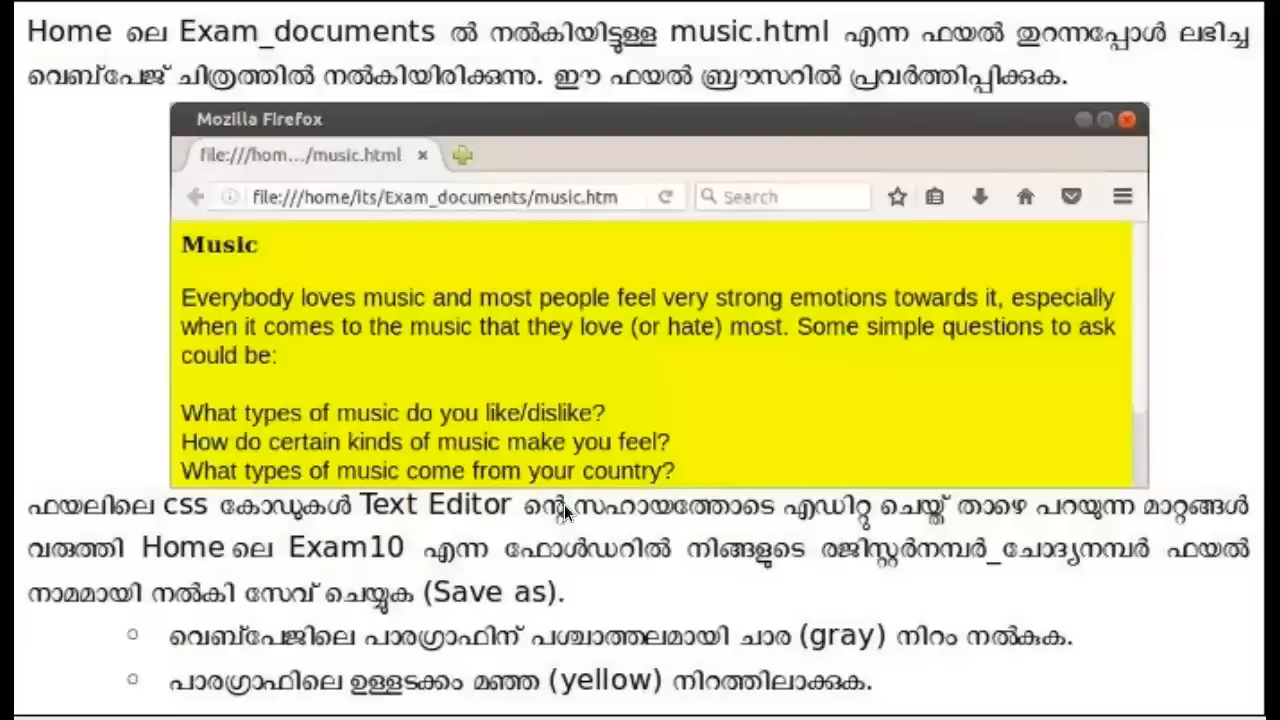 Home ലെ Exam_documents ൽ നൽകിയിട്ടുള്ള music.html എന്ന ഫയൽ തുറന്നപ്പോൾ ലഭിച്ച
വെബ്പേജ് ചിത്രത്തിൽ നൽകിയിരിക്കുന്നു. ഈ ഫയൽ ബ്രൗസറിൽ പ്രവർത്തിപ്പിക്കുക.
Mozilla Firefox
file:///hom.../music.html
file:///home/its/Exam_documents/music.htm Search
Music
Everybody loves music and most people feel very strong emotions towards it, especially
when it comes to the music that they love (or hate) most. Some simple questions to ask
could be:
What types of music do you like/dislike?
How do certain kinds of music make you feel?
What types of music come from your country?
ഫയലിലെ css കോഡുകൾ Text Editor ന്റെ സഹായത്തോടെ എഡിറ്റു ചെയ്ത് താഴെ പറയുന്ന മാറ്റങ്ങൾ
വരുത്തി Home ലെ Exam10 എന്ന ഫോൾഡറിൽ നിങ്ങളുടെ രജിസ്റ്റർനമ്പർ_ചോദ്യനമ്പർ ഫയൽ
നാമമായി നൽകി സേവ് ചെയ്യുക (Save as).
○ വെബ്പേജിലെ പാരഗ്രാഫിന് പശ്ചാത്തലമായി ചാര (gray) നിറം നൽകുക.
○ പാരഗ്രാഫിലെ ഉള്ളടക്കം മഞ്ഞ (yellow) നിറത്തിലാക്കുക.